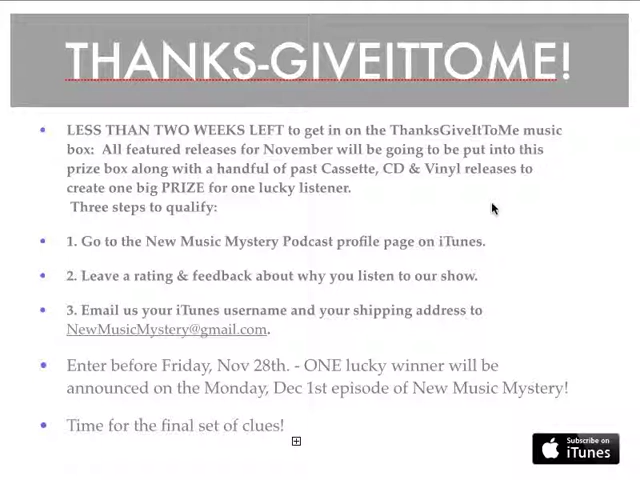 THANKS-GIVEITTOME!
LESS THAN TWO WEEKS LEFT to get in on the ThanksGiveItToMe music
box:  All featured releases for November will be going to be put into this
prize box along with a handful of past Cassette, CD & Vinyl releases to
create one big PRIZE for one lucky listener.
Three steps to qualify:
1. Go to the New Music Mystery Podcast profile page on iTunes.
2. Leave a rating & feedback about why you listen to our show.
3. Email us your iTunes username and your shipping address to
NewMusicMystery@gmail.com.
Enter before Friday, Nov 28th. - ONE lucky winner will be
announced on the Monday, Dec 1st episode of New Music Mystery!
Time for the final set of clues!
Subscribe on
iTunes